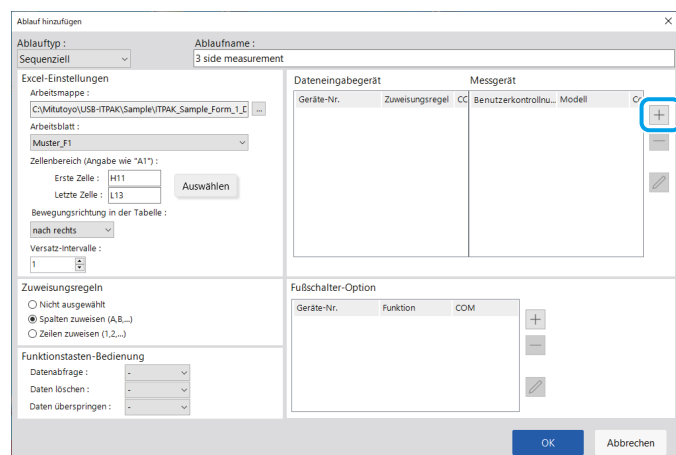 Ablauf hinzufügen
Ablauftyp :
Ablaufname :
Sequenziell
3 side measurement
Excel-Einstellungen
Arbeitsmappe :
C:\Mitutoyo\USB-ITPAK\Sample\ITPAK_Sample_Form_1_D
...
Arbeitsblatt :
Muster_F1
Zellenbereich (Angabe wie "A1") :
Erste Zelle : H11
Letzte Zelle : L13
Auswählen
Bewegungsrichtung in der Tabelle :
nach rechts
Versatz-Intervalle :
1
Zuweisungsregeln
Nicht ausgewählt
Spalten zuweisen (A,B,...)
Zeilen zuweisen (1,2,...)
Funktionstasten-Bedienung
Datenabfrage : -
Daten löschen : -
Daten überspringen : -
Dateneingabegerät
Messgerät
Geräte-Nr. Zuweisungsregel CC Benutzerkontrollnu... Modell
Fußschalter-Option
Geräte-Nr. Funktion COM
OK
Abbrechen